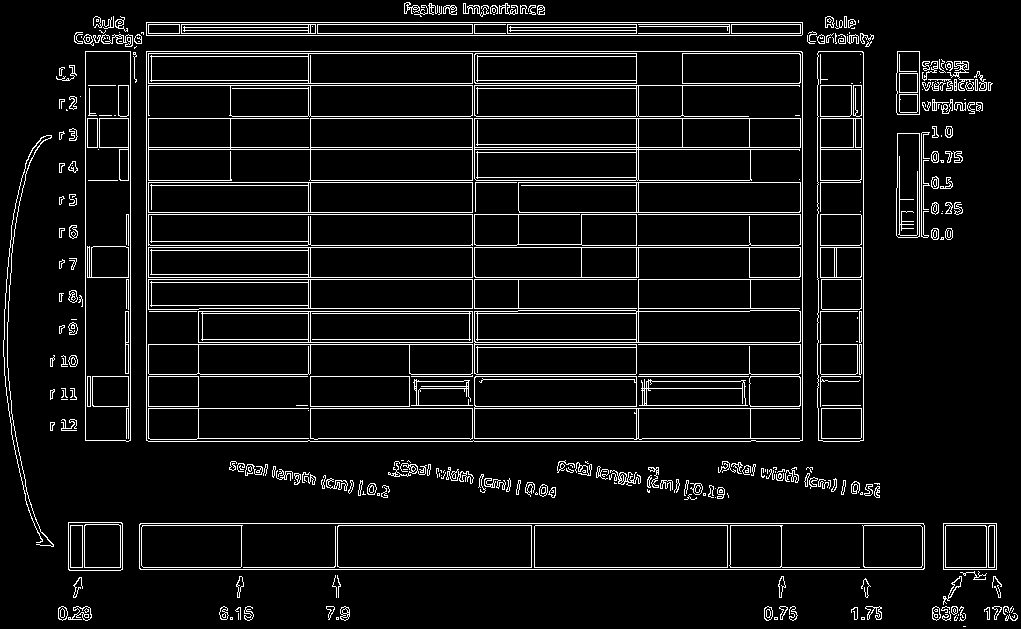 Feature Importance
Rule
Coverage
Rule
Certainty
r 1
r 2
r 3
r 4
r 5
r 6
r 7
r 8
r 9
r 10
r 11
r 12
setosa
versicolor
virginica
1.0
0.75
0.5
0.25
0.0
sepal length (cm) | 0.2
sepal width (cm) | 0.04
petal length (cm) | 0.19
petal width (cm) | 0.56
0.28
6.15
7.9
0.75
1.75
83%
17%